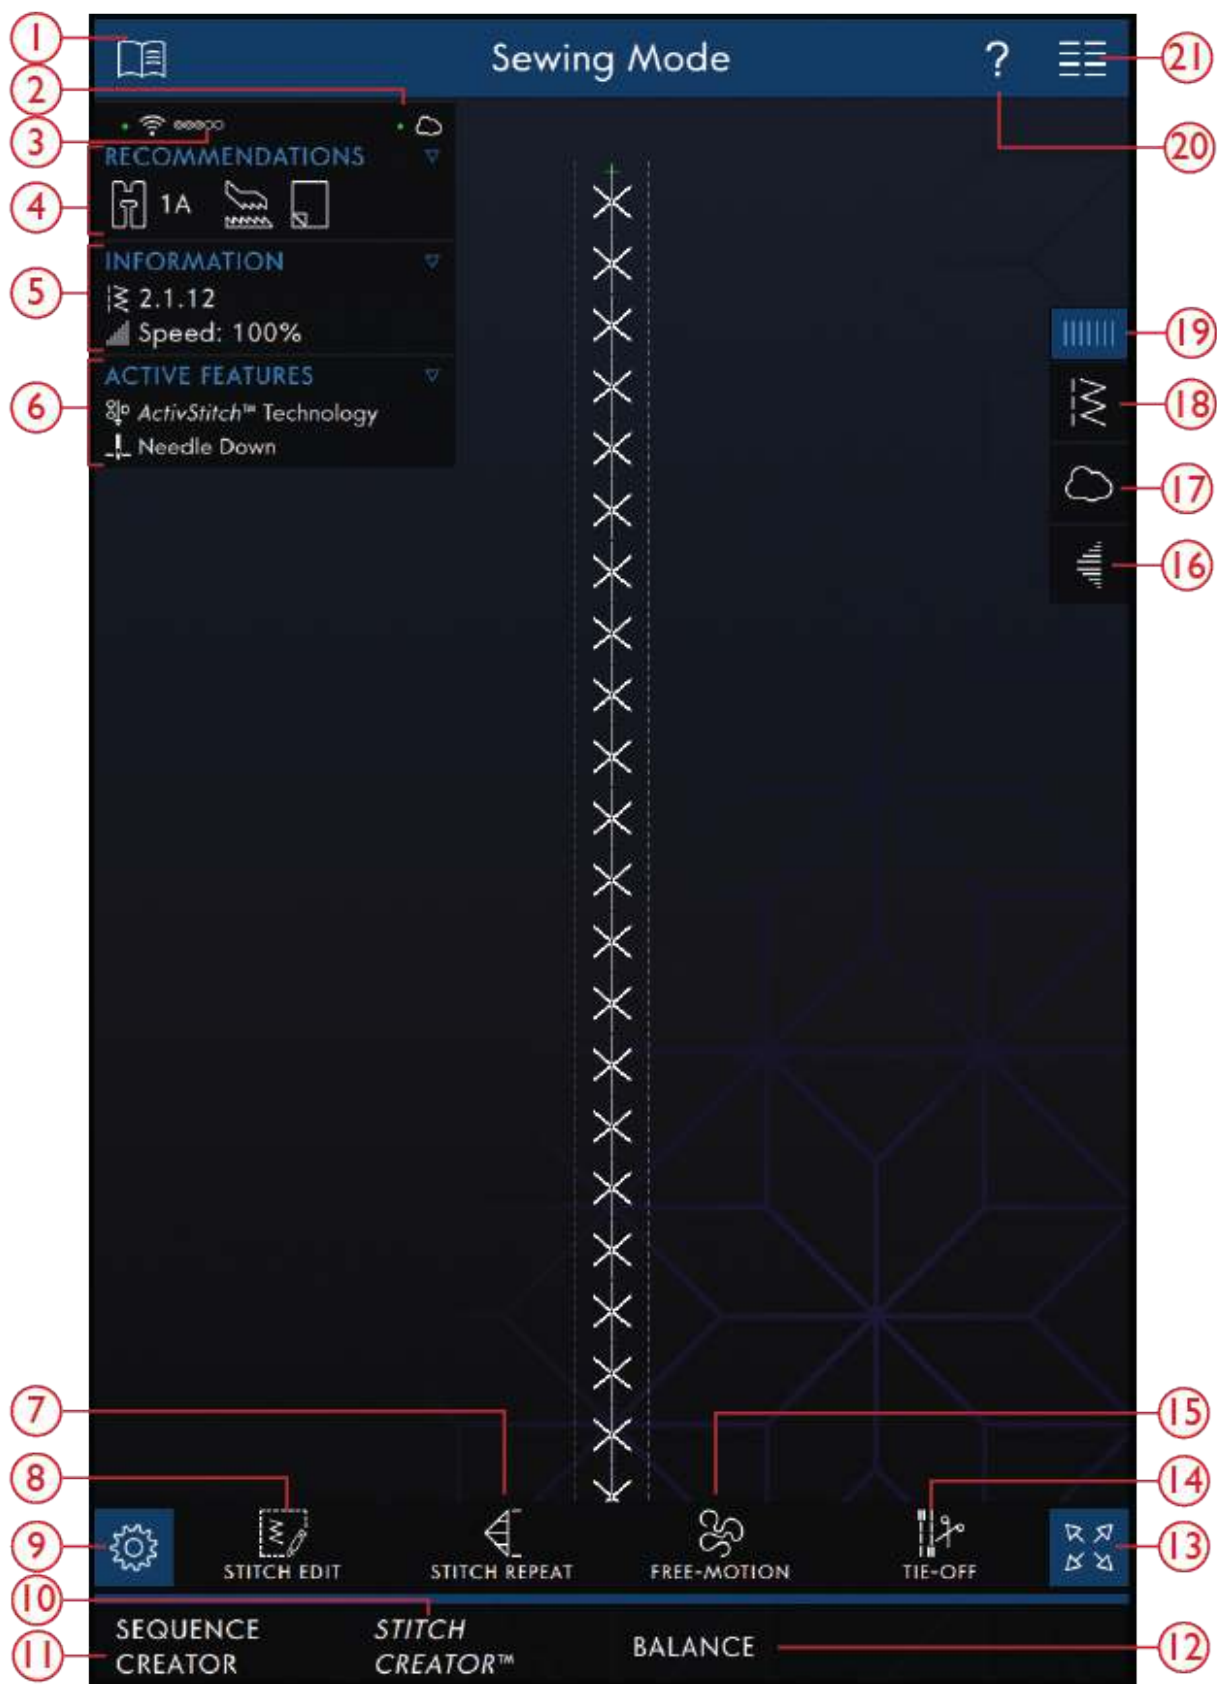 1
Sewing Mode
?
21
2
3
20
RECOMMENDATIONS
4
1A
INFORMATION
5
2.1.12
Speed: 100%
19
ACTIVE FEATURES
6
ActivStitch™ Technology
18
Needle Down
17
16
7
15
8
14
9
13
STITCH EDIT
STITCH REPEAT
FREE-MOTION
TIE-OFF
10
SEQUENCE
CREATOR
STITCH
CREATOR™
BALANCE
11
12